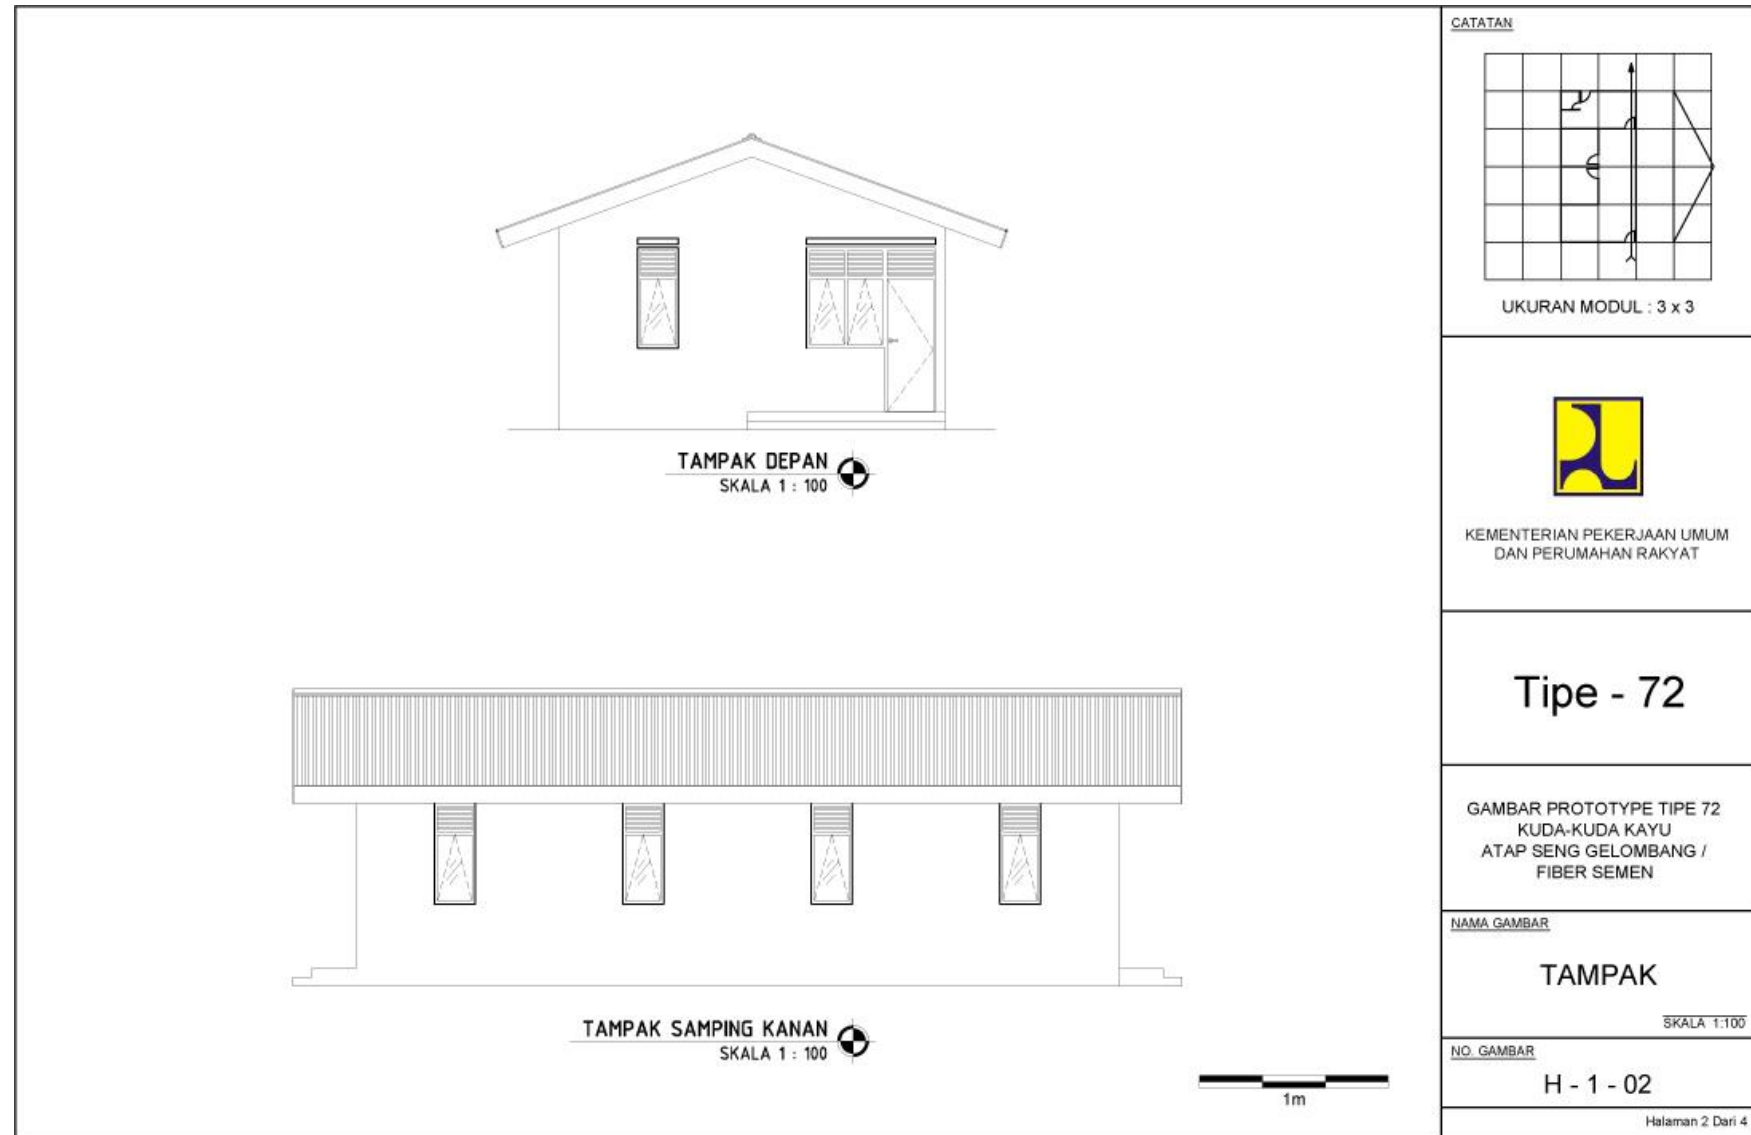 TAMPAK DEPAN
SKALA 1 : 100
TAMPAK SAMPING KANAN
SKALA 1 : 100
1m
CATATAN
UKURAN MODUL : 3 x 3
KEMENTERIAN PEKERJAAN UMUM
DAN PERUMAHAN RAKYAT
Tipe - 72
GAMBAR PROTOTYPE TIPE 72
KUDA-KUDA KAYU
ATAP SENG GELOMBANG /
FIBER SEMEN
NAMA GAMBAR
TAMPAK
SKALA 1:100
NO. GAMBAR
H - 1 - 02
Halaman 2 Dari 4